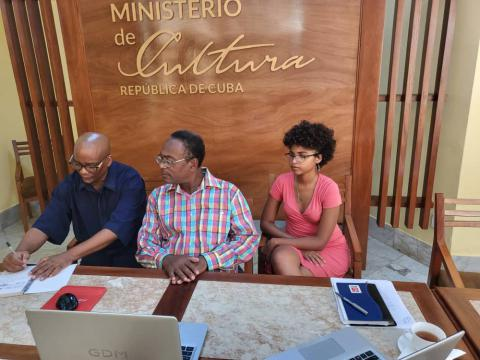 MINISTERIO
de
Cultura
REPÚBLICA DE CUBA
GDM